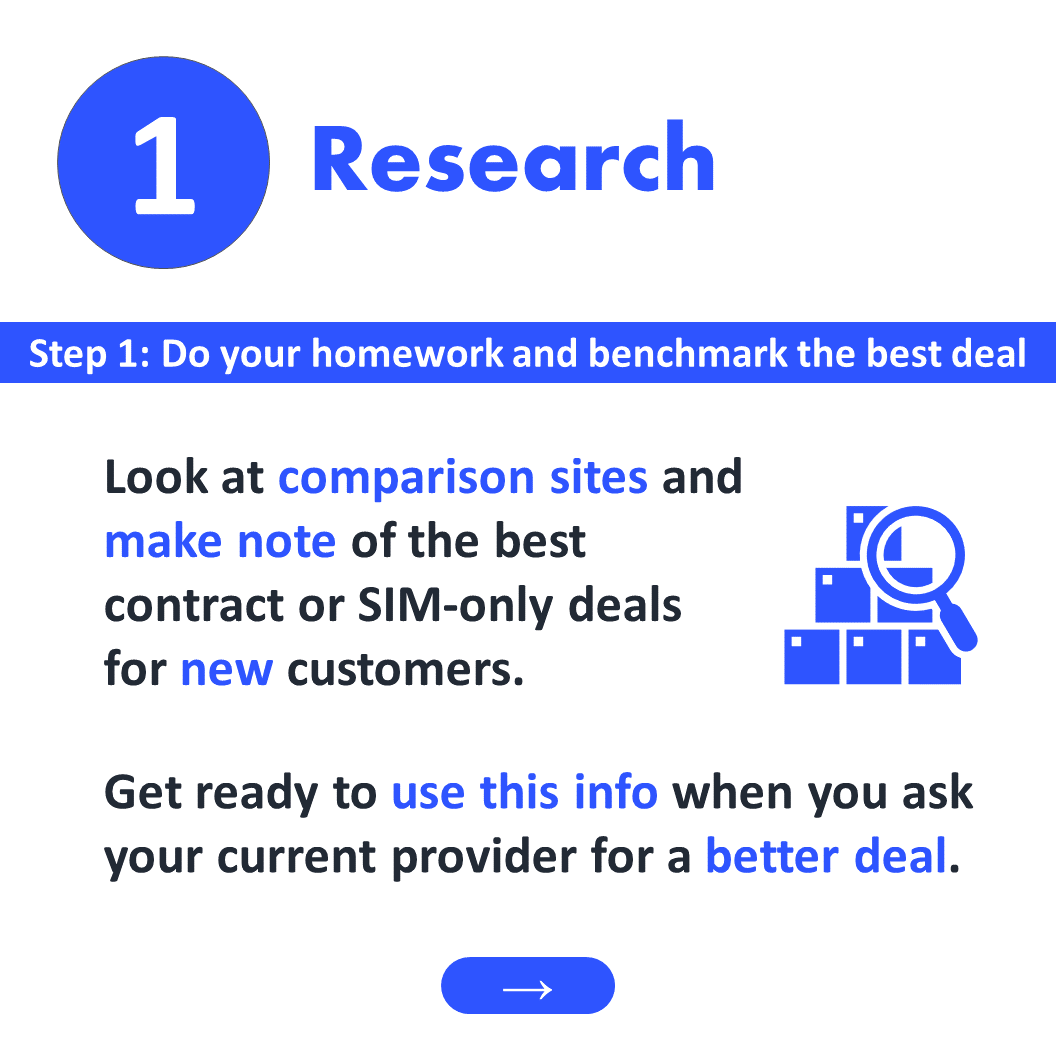 1
Research
Step 1: Do your homework and benchmark the best deal
Look at comparison sites and
make note of the best
contract or SIM-only deals
for new customers.
Get ready to use this info when you ask
your current provider for a better deal.
→